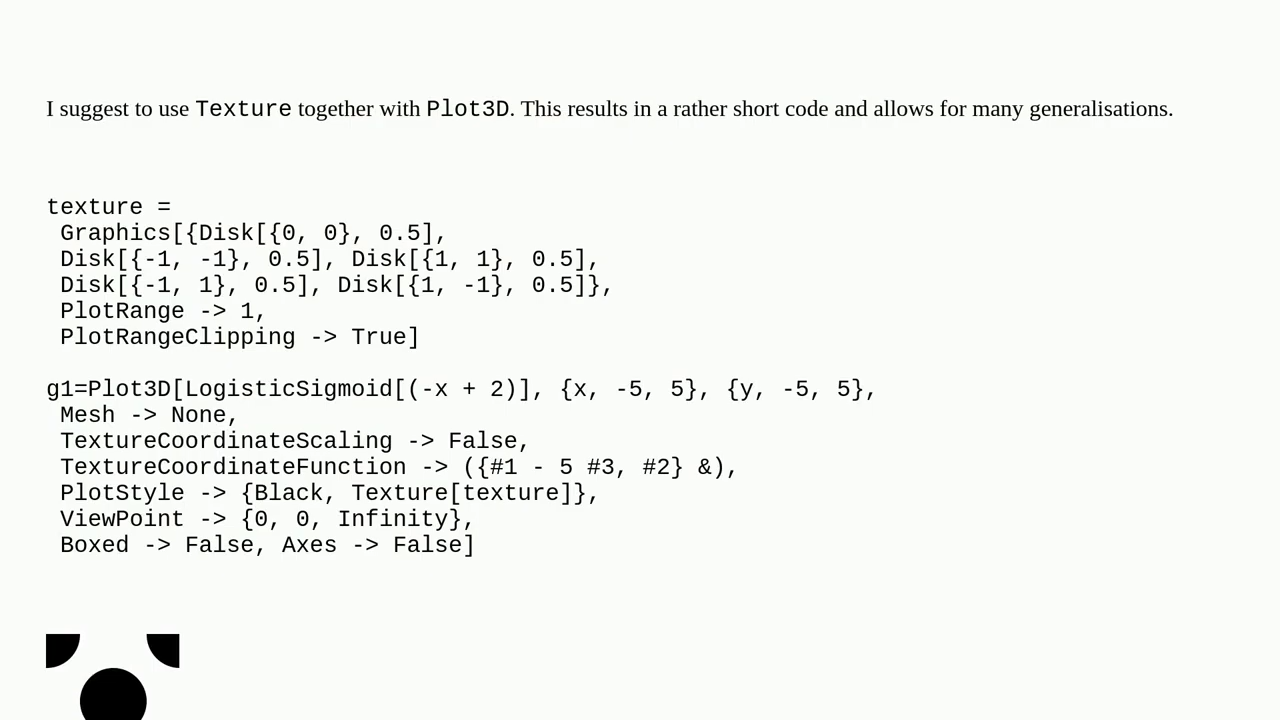 I suggest to use Texture together with Plot3D. This results in a rather short code and allows for many generalisations.
texture =
 Graphics[{Disk[{0, 0}, 0.5],
 Disk[{-1, -1}, 0.5], Disk[{1, 1}, 0.5],
 Disk[{-1, 1}, 0.5], Disk[{1, -1}, 0.5]},
 PlotRange -> 1,
 PlotRangeClipping -> True]
g1=Plot3D[LogisticSigmoid[(-x + 2)], {x, -5, 5}, {y, -5, 5},
 Mesh -> None,
 TextureCoordinateScaling -> False,
 TextureCoordinateFunction -> ({#1 - 5 #3, #2} &),
 PlotStyle -> {Black, Texture[texture]},
 ViewPoint -> {0, 0, Infinity},
 Boxed -> False, Axes -> False]